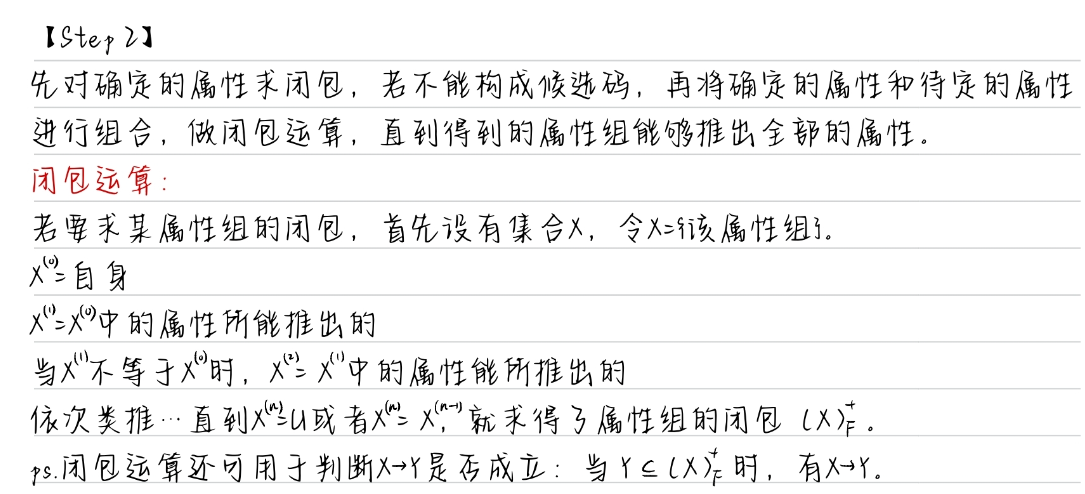 【Step 2】
先对确定的属性求闭包，若不能构成候选码，再将确定的属性和待定的属性
进行组合，做闭包运算，直到得到的属性组能够推出全部的属性。
闭包运算：
若要求某属性组的闭包，首先设有集合X，令X={该属性组}。
X⁽⁰⁾=自身
X⁽¹⁾=X⁽⁰⁾中的属性所能推出的
当X⁽¹⁾不等于X⁽⁰⁾时，X⁽²⁾=X⁽¹⁾中的属性能所推出的
依次类推…直到X⁽ⁿ⁾=U或者X⁽ⁿ⁾=X⁽ⁿ⁻¹⁾，就求得了属性组的闭包 (X)⁺F。
ps.闭包运算还可用于判断X→Y是否成立：当Y⊆(X)⁺F时，有X→Y。